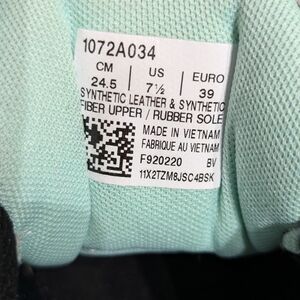 1072A034
CM US EURO
24.5 7½ 39
SYNTHETIC LEATHER & SYNTHETIC
FIBER UPPER / RUBBER SOLE
MADE IN VIETNAM
FABRIQUE AU VIETNAM
F920220 BV
11X2TZM8JSC4BSK